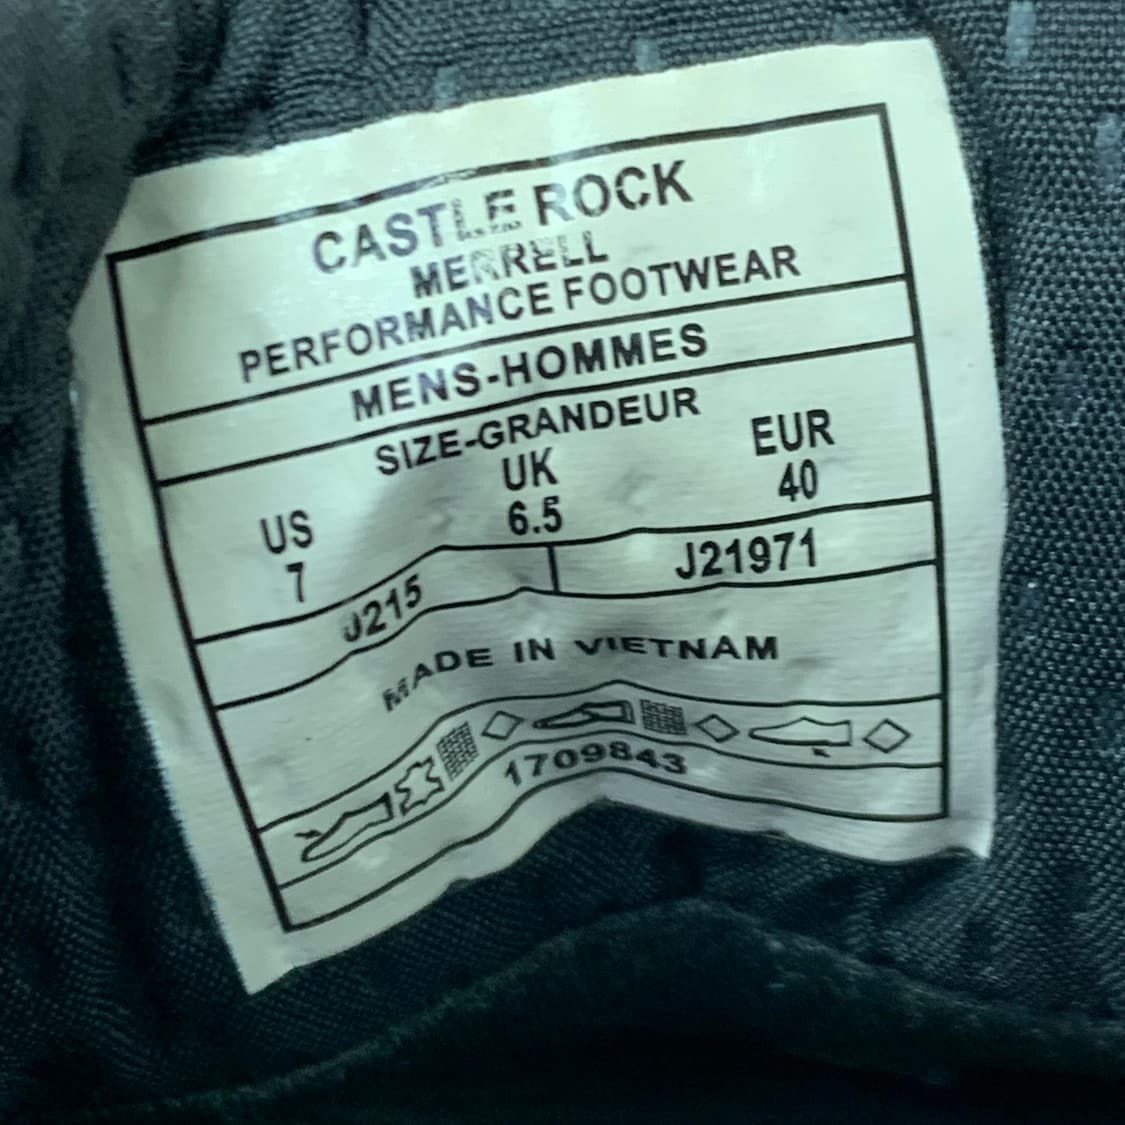 CASTLE ROCK
MERRELL
PERFORMANCE FOOTWEAR
MENS-HOMMES
SIZE-GRANDEUR
US UK EUR
7 6.5 40
J215 J21971
MADE IN VIETNAM
1709843